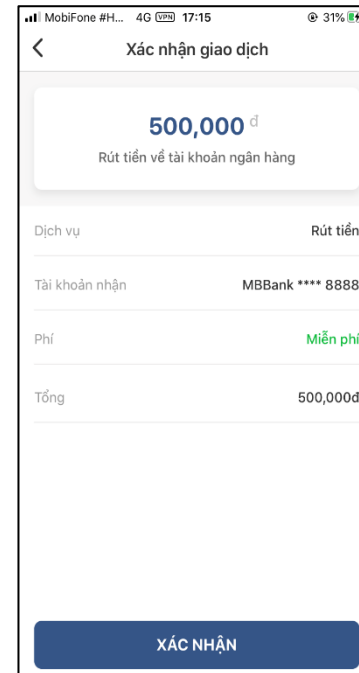 MobiFone #H... 4G VPN 17:15 31%
Xác nhận giao dịch
500,000 đ
Rút tiền về tài khoản ngân hàng
Dịch vụ Rút tiền
Tài khoản nhận MBBank **** 8888
Phí Miễn phí
Tổng 500,000đ
XÁC NHẬN